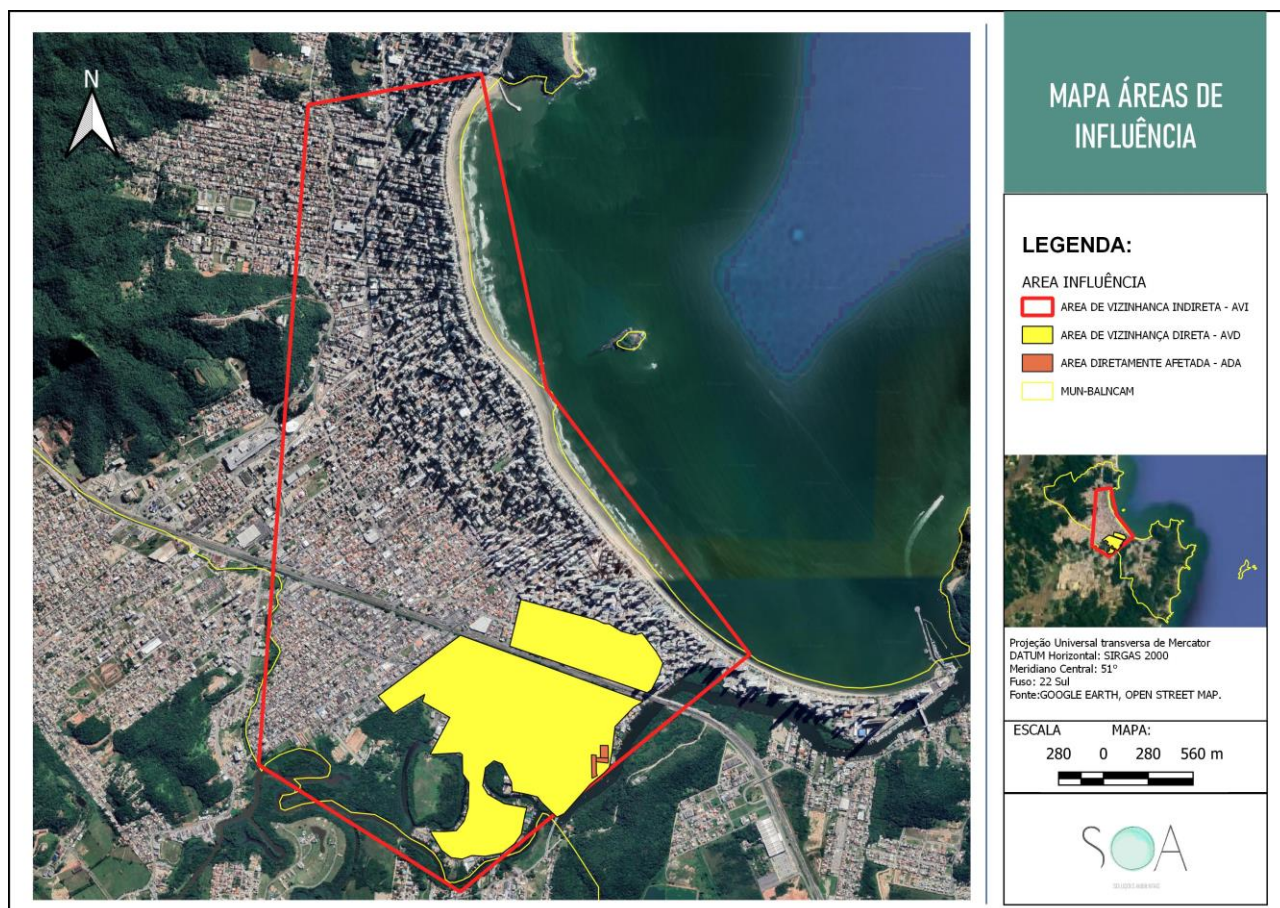 N
MAPA ÁREAS DE
INFLUÊNCIA
LEGENDA:
AREA INFLUÊNCIA
AREA DE VIZINHANCA INDIRETA - AVI
AREA DE VIZINHANÇA DIRETA - AVD
AREA DIRETAMENTE AFETADA - ADA
MUN-BALNCAM
Projeção Universal transversa de Mercator
DATUM Horizontal: SIRGAS 2000
Meridiano Central: 51°
Fuso: 22 Sul
Fonte:GOOGLE EARTH, OPEN STREET MAP.
ESCALA MAPA:
280 0 280 560 m
SOA
SOLUÇÕES AMBIENTAIS